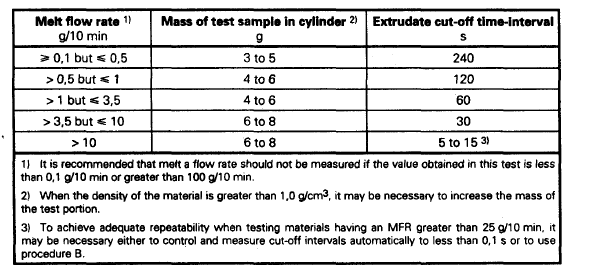 Melt flow rate 1) Mass of test sample in cylinder 2) Extrudate cut-off time-interval
g/10 min g s
≥ 0,1 but ≤ 0,5 3 to 5 240
> 0,5 but ≤ 1 4 to 6 120
> 1 but ≤ 3,5 4 to 6 60
> 3,5 but ≤ 10 6 to 8 30
> 10 6 to 8 5 to 15 3)
1) It is recommended that melt a flow rate should not be measured if the value obtained in this test is less
than 0,1 g/10 min or greater than 100 g/10 min.
2) When the density of the material is greater than 1,0 g/cm3, it may be necessary to increase the mass of
the test portion.
3) To achieve adequate repeatability when testing materials having an MFR greater than 25 g/10 min, it
may be necessary either to control and measure cut-off intervals automatically to less than 0,1 s or to use
procedure B.